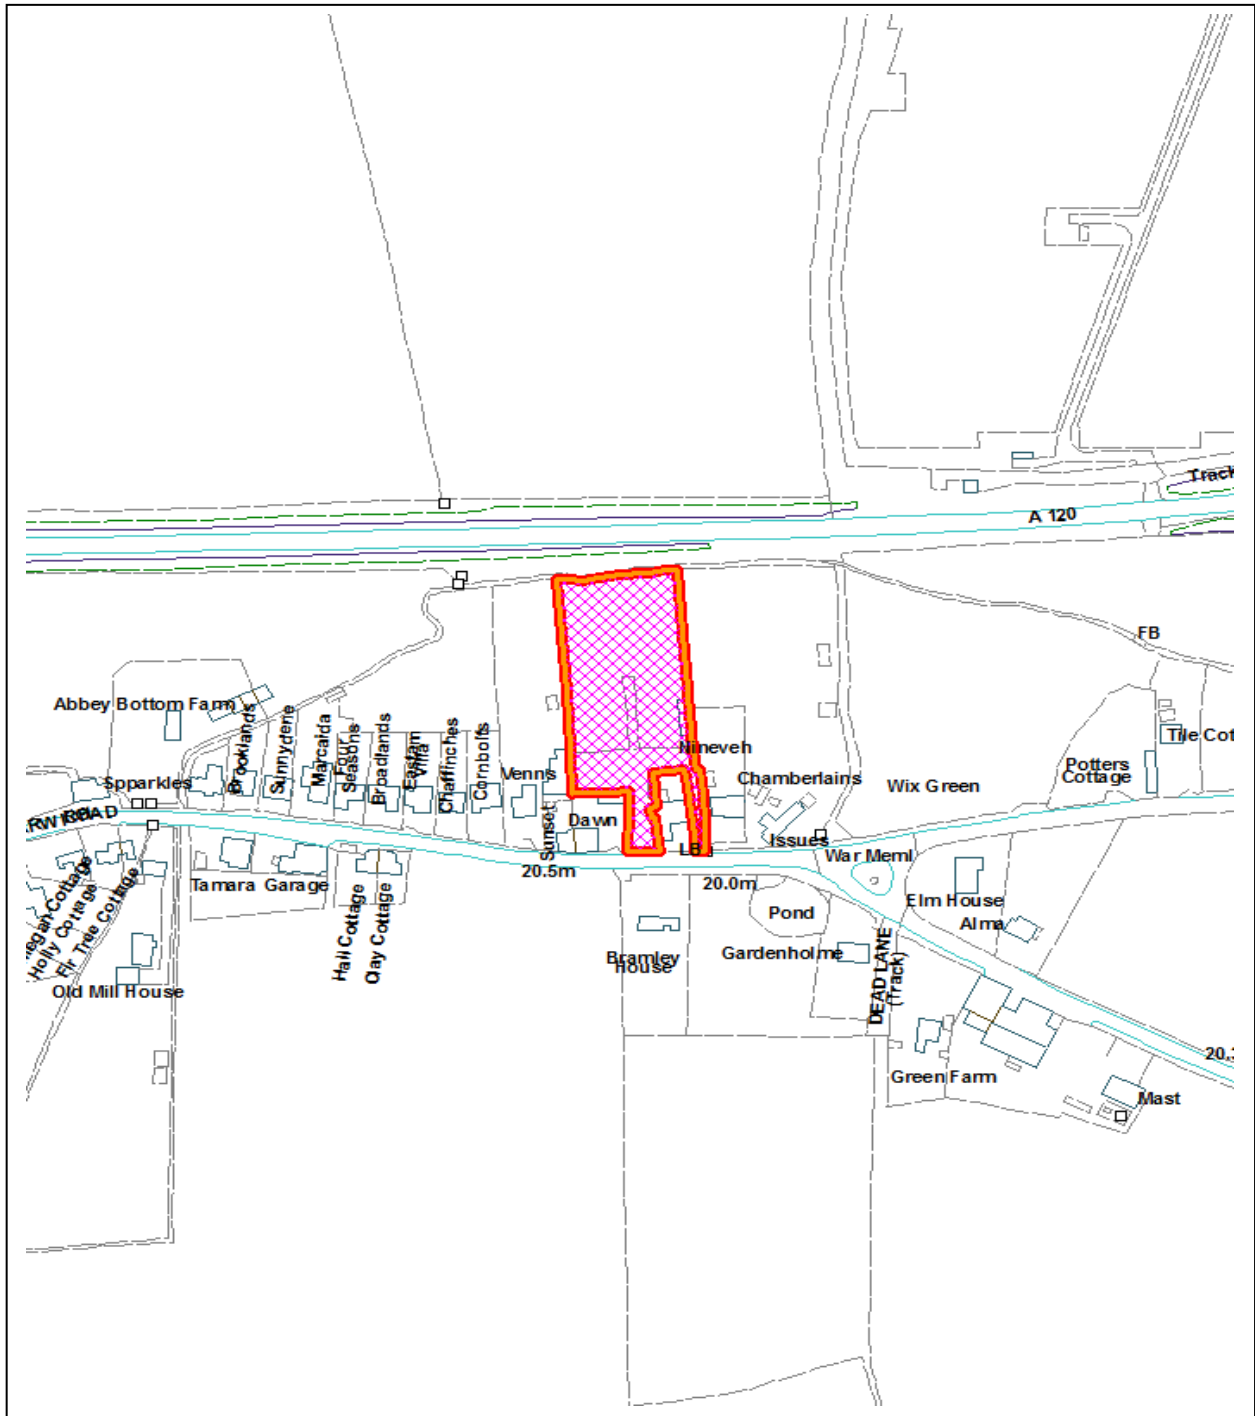 Track
A 120
FB
Abbey Bottom Farm
Brooklands
Sunnydene
Marcaida
Four
Seasons
Broadlands
Eastam
Villa
Chaffinches
Cornbolts
Venns
Nineveh
Chamberlains
Wix Green
Potters
Cottage
Tile Cot
Spparkles
ROAD
Sunset
Dawn
LB
Issues
War Meml
20.5m
20.0m
Tamara
Garage
Hall Cottage
Clay Cottage
Holly Cottage
Fir Tree Cottage
Old Mill House
Bramley
House
Pond
Gardenholme
DEAD LANE
(Track)
Elm House
Alma
Green Farm
Mast